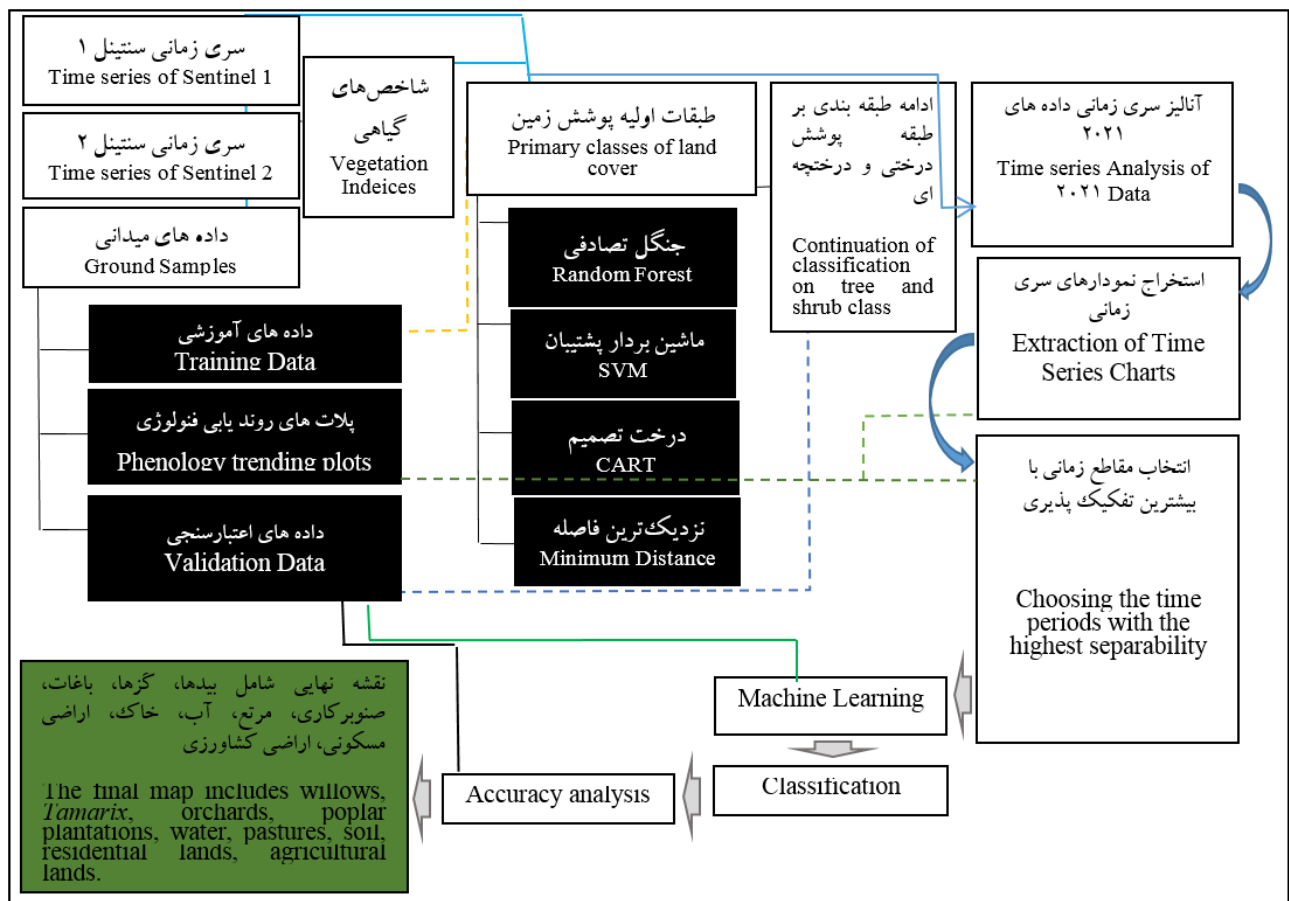 سری زمانی سنتینل ۱
Time series of Sentinel 1
سری زمانی سنتینل ۲
Time series of Sentinel 2
داده های میدانی
Ground Samples
شاخص‌های
گیاهی
Vegetation
Indeices
طبقات اولیه پوشش زمین
Primary classes of land
cover
ادامه طبقه بندی بر
طبقه پوشش
درختی و درختچه
ای
Continuation of
classification
on tree and
shrub class
آنالیز سری زمانی داده های
۲۰۲۱
Time series Analysis of
۲۰۲۱ Data
داده های آموزشی
Training Data
پلات های روند یابی فنولوژی
Phenology trending plots
داده های اعتبارسنجی
Validation Data
جنگل تصادفی
Random Forest
ماشین بردار پشتیبان
SVM
درخت تصمیم
CART
نزدیک‌ترین فاصله
Minimum Distance
استخراج نمودارهای سری
زمانی
Extraction of Time
Series Charts
انتخاب مقاطع زمانی با
بیشترین تفکیک پذیری
Choosing the time
periods with the
highest separability
Machine Learning
Classification
Accuracy analysis
نقشه نهایی شامل بیدها، گزها، باغات،
صنوبرکاری، مرتع، آب، خاک، اراضی
مسکونی، اراضی کشاورزی
The final map includes willows,
Tamarix, orchards, poplar
plantations, water, pastures, soil,
residential lands, agricultural
lands.